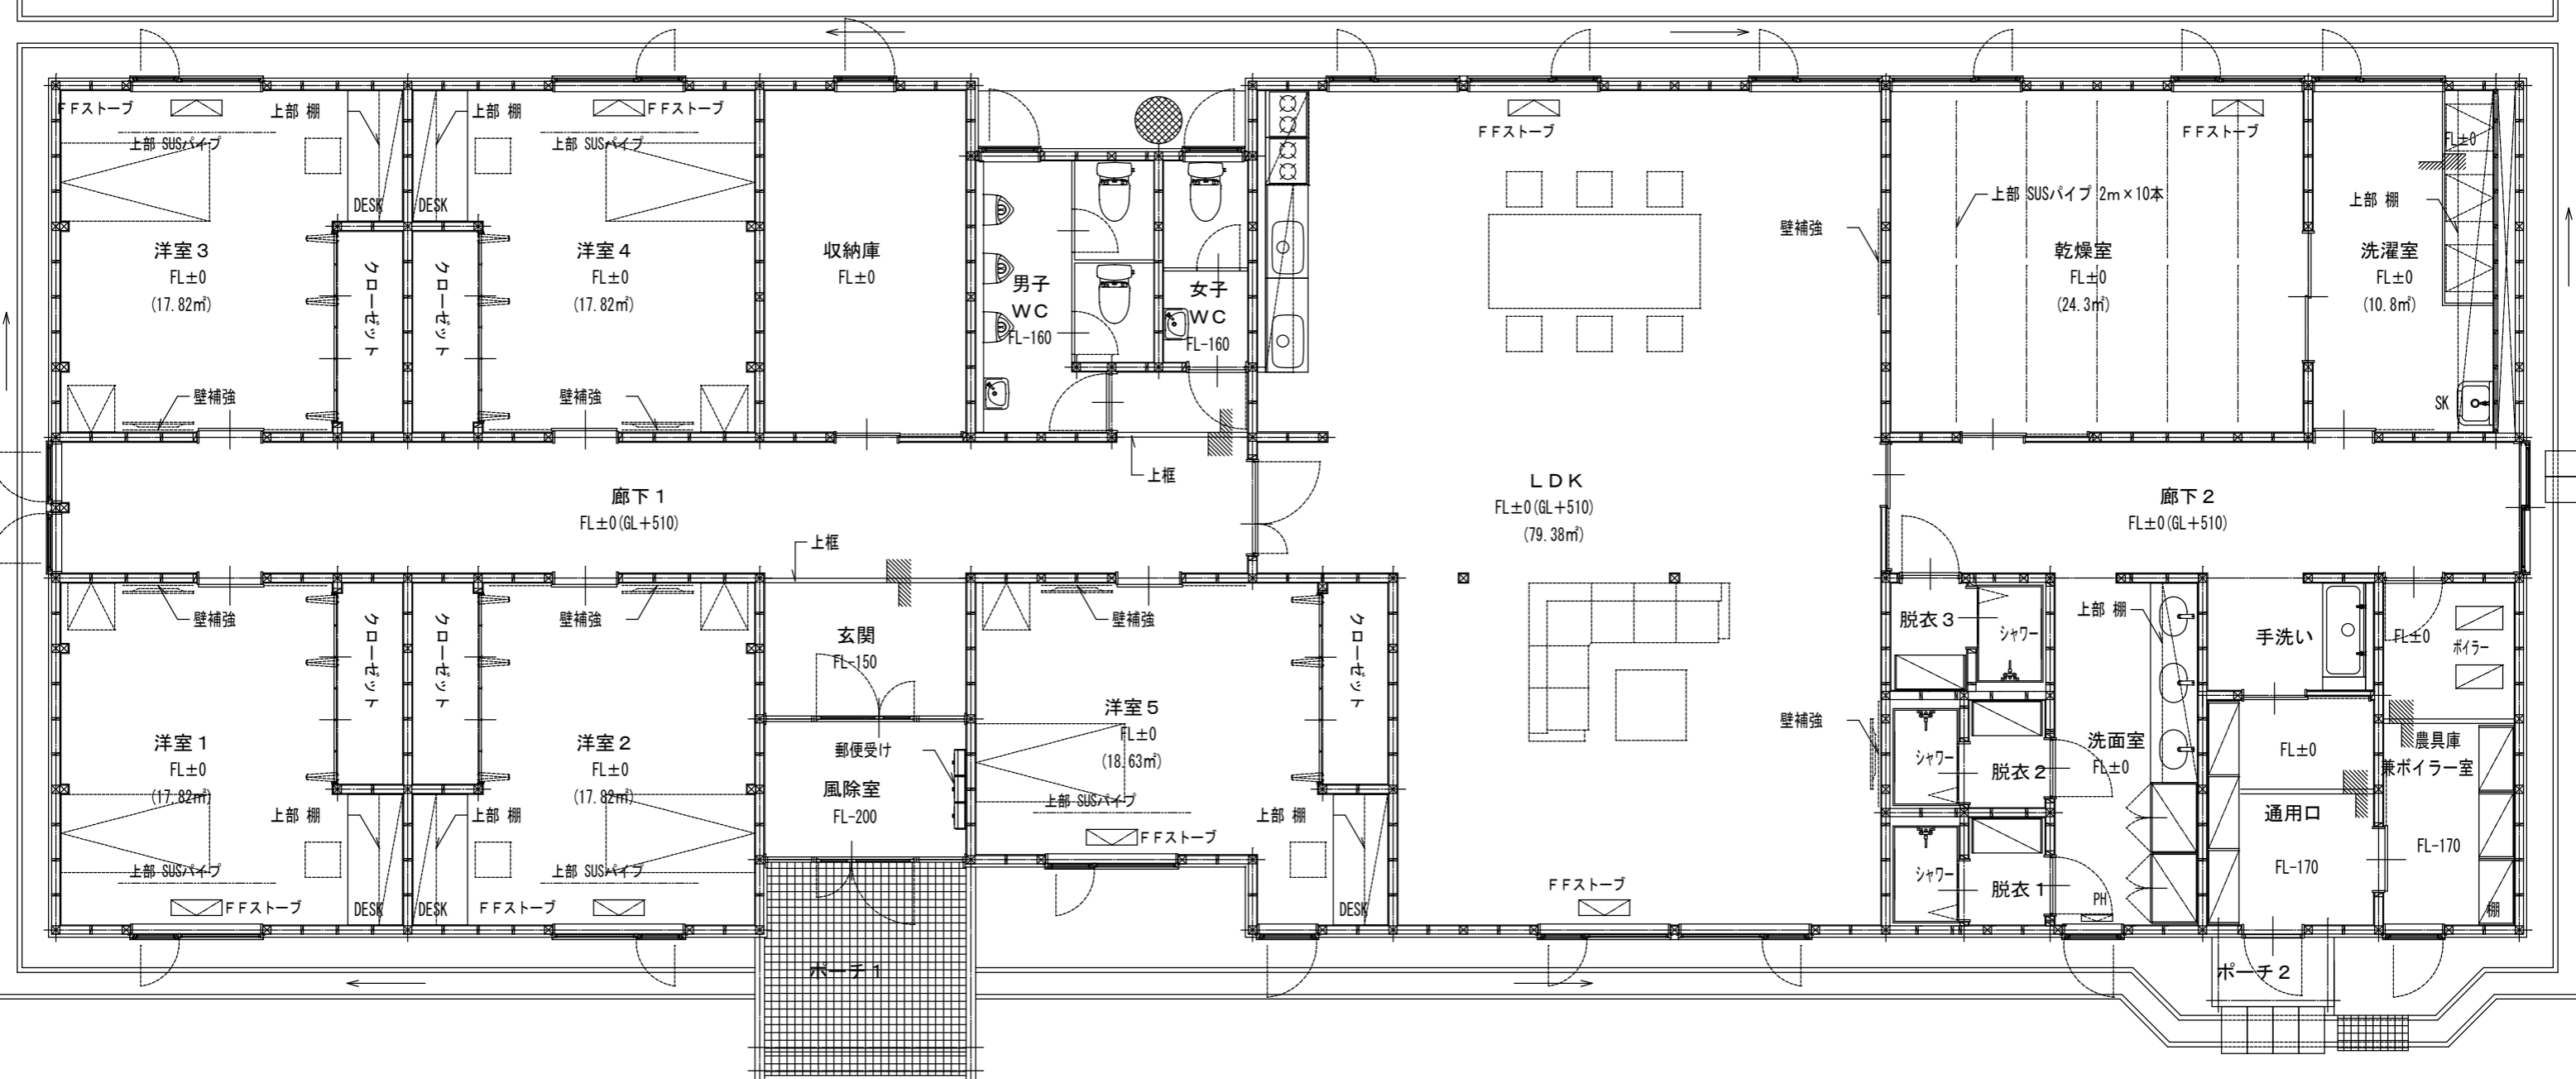 FFストーブ
上部 SUSパイプ
上部 棚
DESK
洋室3
FL±0
(17.82㎡)
クローゼット
壁補強
上部 棚
DESK
FFストーブ
上部 SUSパイプ
洋室4
FL±0
(17.82㎡)
クローゼット
壁補強
収納庫
FL±0
男子
WC
FL-160
女子
WC
FL-160
上框
FFストーブ
壁補強
LDK
FL±0(GL+510)
(79.38㎡)
上部 SUSパイプ 2m×10本
FFストーブ
乾燥室
FL±0
(24.3㎡)
FL±0
上部 棚
洗濯室
FL±0
(10.8㎡)
SK
廊下1
FL±0(GL+510)
上框
廊下2
FL±0(GL+510)
壁補強
クローゼット
洋室1
FL±0
(17.82㎡)
上部 棚
上部 SUSパイプ
FFストーブ
DESK
壁補強
クローゼット
洋室2
FL±0
(17.82㎡)
上部 棚
上部 SUSパイプ
DESK
FFストーブ
玄関
FL-150
郵便受け
風除室
FL-200
ポーチ1
壁補強
クローゼット
洋室5
FL±0
(18.63㎡)
上部 SUSパイプ
FFストーブ
上部 棚
DESK
壁補強
FFストーブ
脱衣3
シャワー
シャワー
脱衣2
シャワー
脱衣1
上部 棚
洗面室
FL±0
PH
手洗い
FL±0
通用口
FL-170
FL±0
ボイラー
農具庫
兼ボイラー室
FL-170
棚
ポーチ2